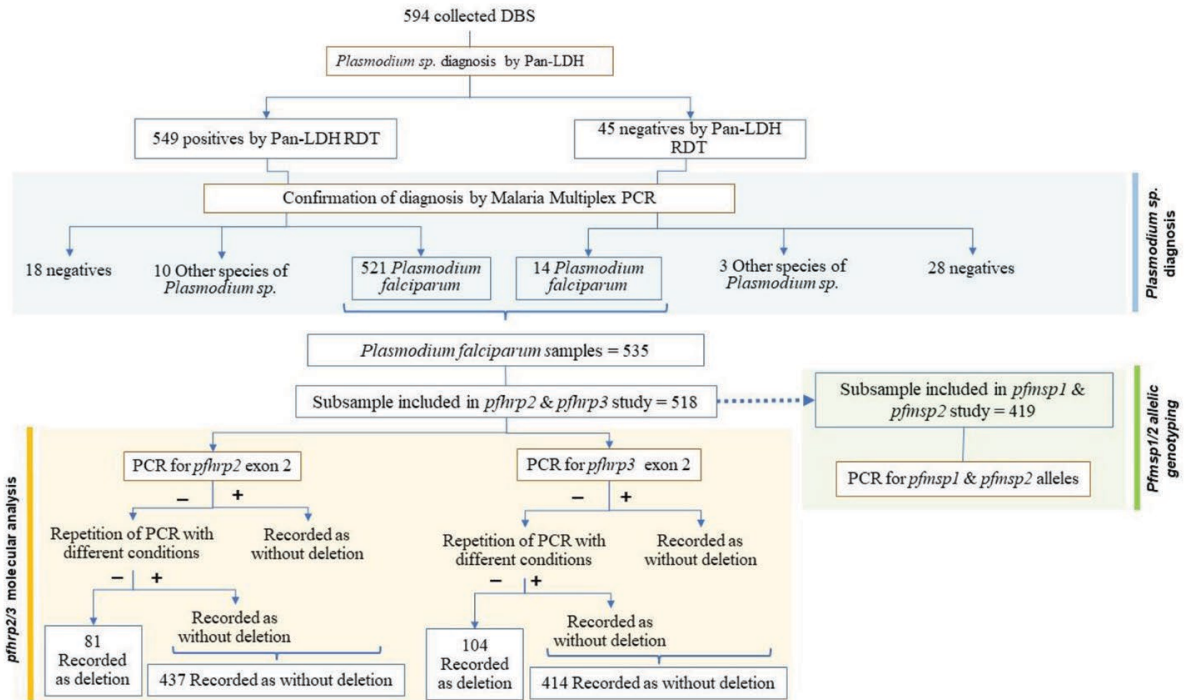 594 collected DBS
Plasmodium sp. diagnosis by Pan-LDH
549 positives by Pan-LDH RDT
45 negatives by Pan-LDH
RDT
Confirmation of diagnosis by Malaria Multiplex PCR
18 negatives
10 Other species of
Plasmodium sp.
521 Plasmodium
falciparum
14 Plasmodium
falciparum
3 Other species of
Plasmodium sp.
28 negatives
Plasmodium sp.
diagnosis
Plasmodium falciparum samples = 535
Subsample included in pfhrp2 & pfhrp3 study = 518
Subsample included in pfmsp1 &
pfmsp2 study = 419
PCR for pfmsp1 & pfmsp2 alleles
Pfmsp1/2 allelic
genotyping
pfhrp2/3 molecular analysis
PCR for pfhrp2 exon 2
– +
Repetition of PCR with
different conditions
Recorded as
without deletion
– +
81
Recorded
as deletion
Recorded as
without deletion
437 Recorded as without deletion
PCR for pfhrp3 exon 2
– +
Repetition of PCR with
different conditions
Recorded as
without deletion
– +
104
Recorded
as deletion
Recorded as
without deletion
414 Recorded as without deletion